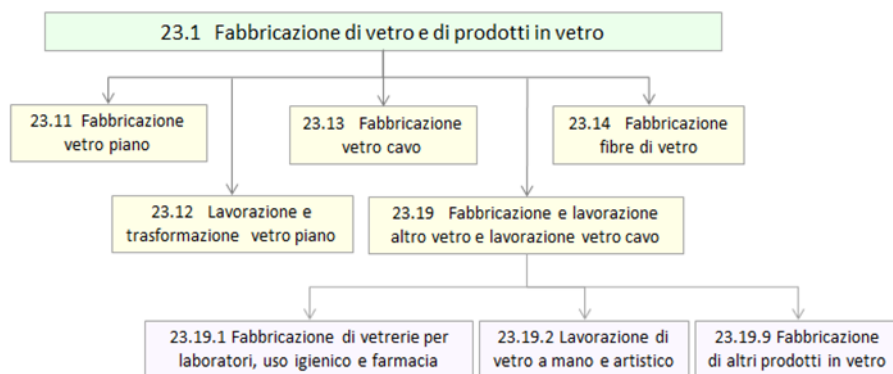 23.1 Fabbricazione di vetro e di prodotti in vetro
23.11 Fabbricazione
vetro piano
23.13 Fabbricazione
vetro cavo
23.14 Fabbricazione
fibre di vetro
23.12 Lavorazione e
trasformazione vetro piano
23.19 Fabbricazione e lavorazione
altro vetro e lavorazione vetro cavo
23.19.1 Fabbricazione di vetrerie per
laboratori, uso igienico e farmacia
23.19.2 Lavorazione di
vetro a mano e artistico
23.19.9 Fabbricazione
di altri prodotti in vetro